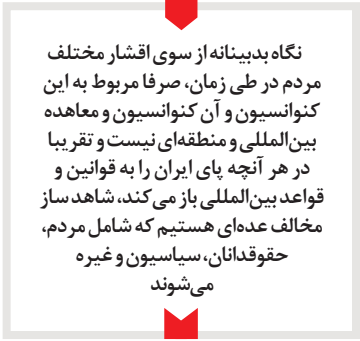 نگاه بدبینانه از سوی اقشار مختلف
مردم در طی زمان، صرفا مربوط به این
کنوانسیون و آن کنوانسیون و معاهده
بین‌المللی و منطقه‌ای نیست و تقریبا
در هر آنچه پای ایران را به قوانین و
قواعد بین‌المللی باز می‌کند، شاهد ساز
مخالف عده‌ای هستیم که شامل مردم،
حقوقدانان، سیاسیون و غیره
می‌شوند